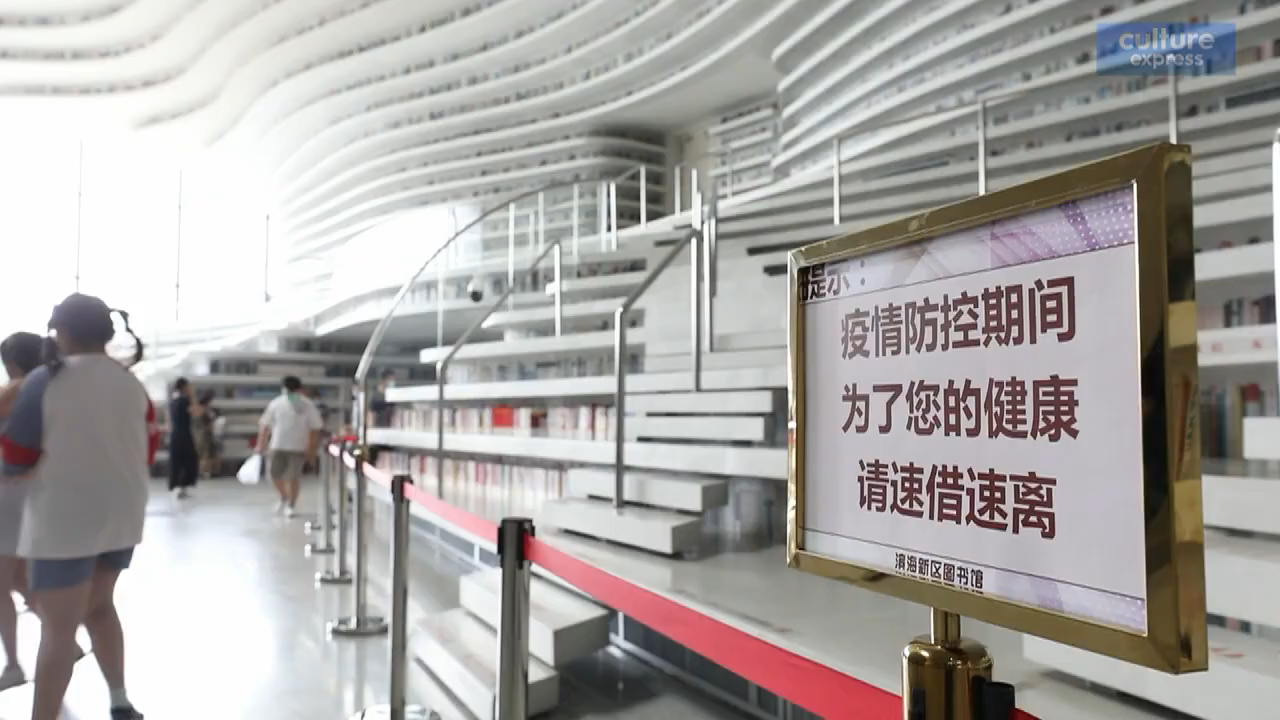 culture
express
提示：
疫情防控期间
为了您的健康
请速借速离
滨海新区图书馆